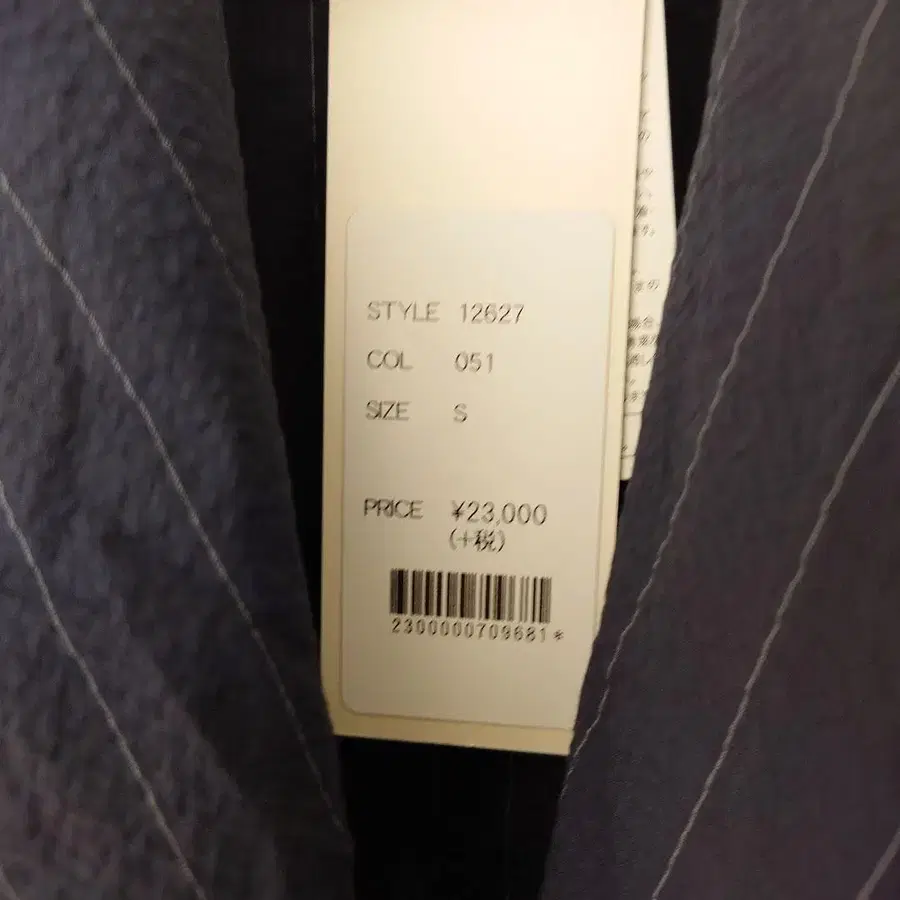 STYLE 12627
COL 051
SIZE S
PRICE ¥23,000
(+税)
2300000709681*